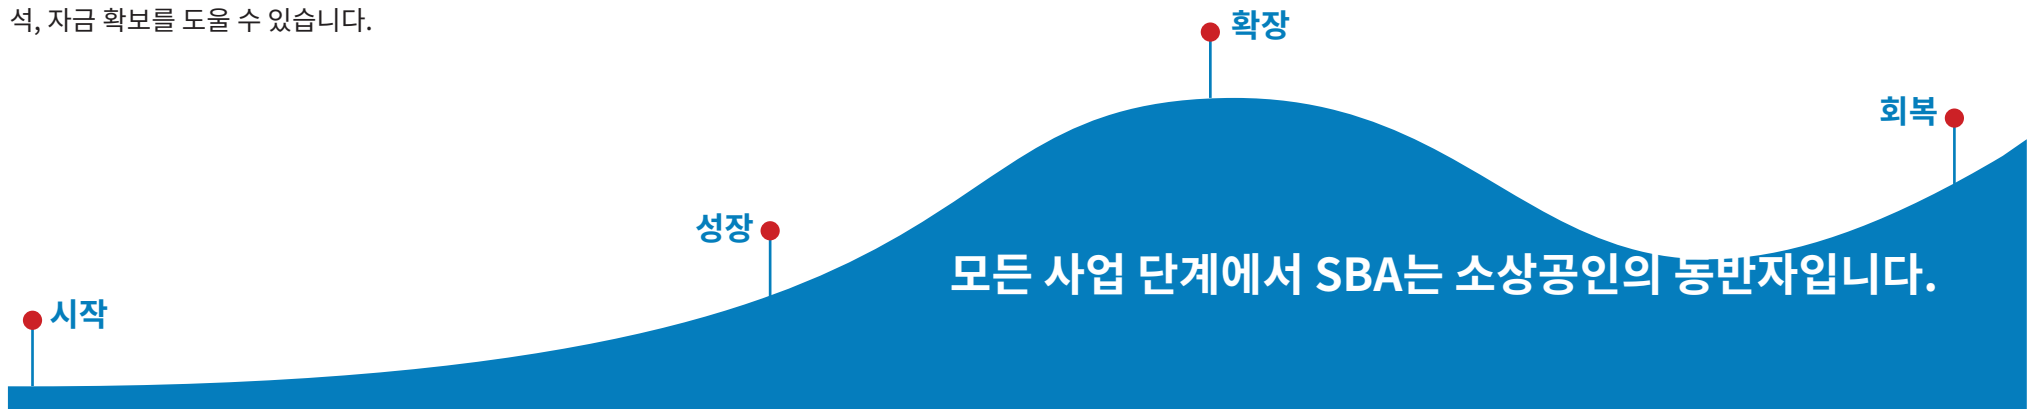 석, 자금 확보를 도울 수 있습니다.
확장
회복
성장
모든 사업 단계에서 SBA는 소상공인의 동반자입니다.
시작